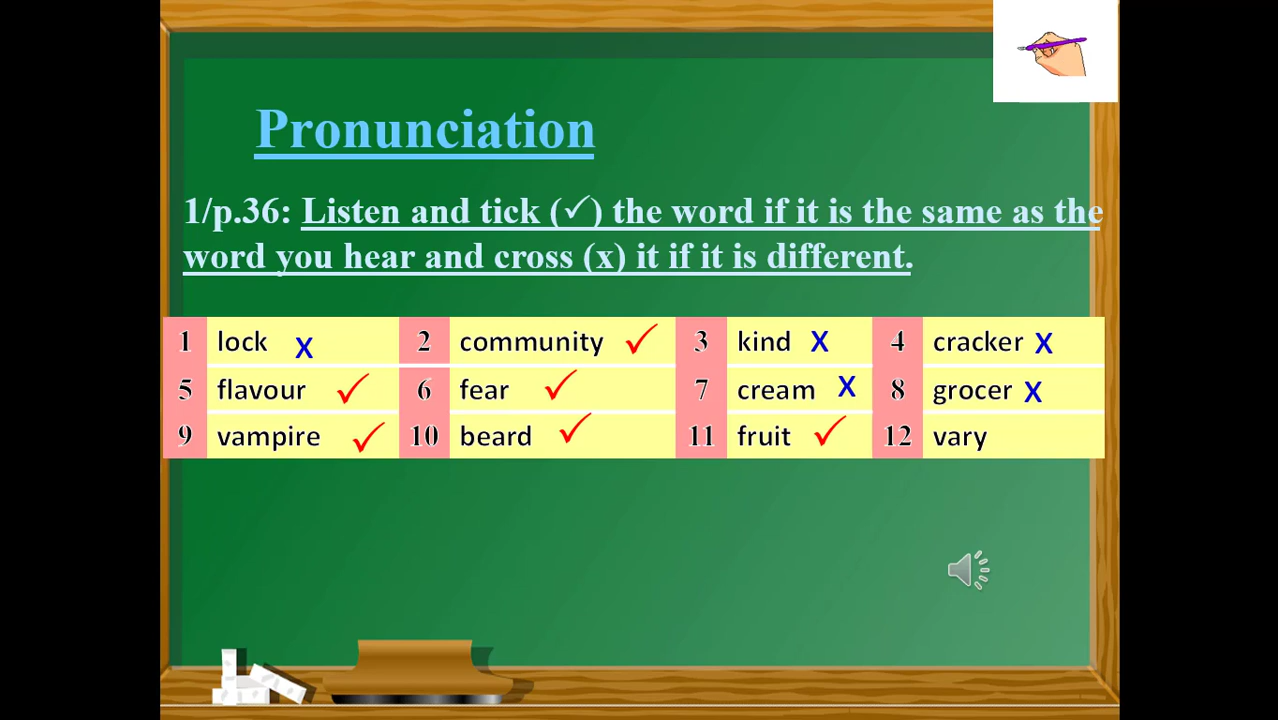 Pronunciation
1/p.36: Listen and tick (✓) the word if it is the same as the
word you hear and cross (x) it if it is different.
1 lock x 2 community ✓ 3 kind x 4 cracker x
5 flavour ✓ 6 fear ✓ 7 cream x 8 grocer x
9 vampire ✓ 10 beard ✓ 11 fruit ✓ 12 vary